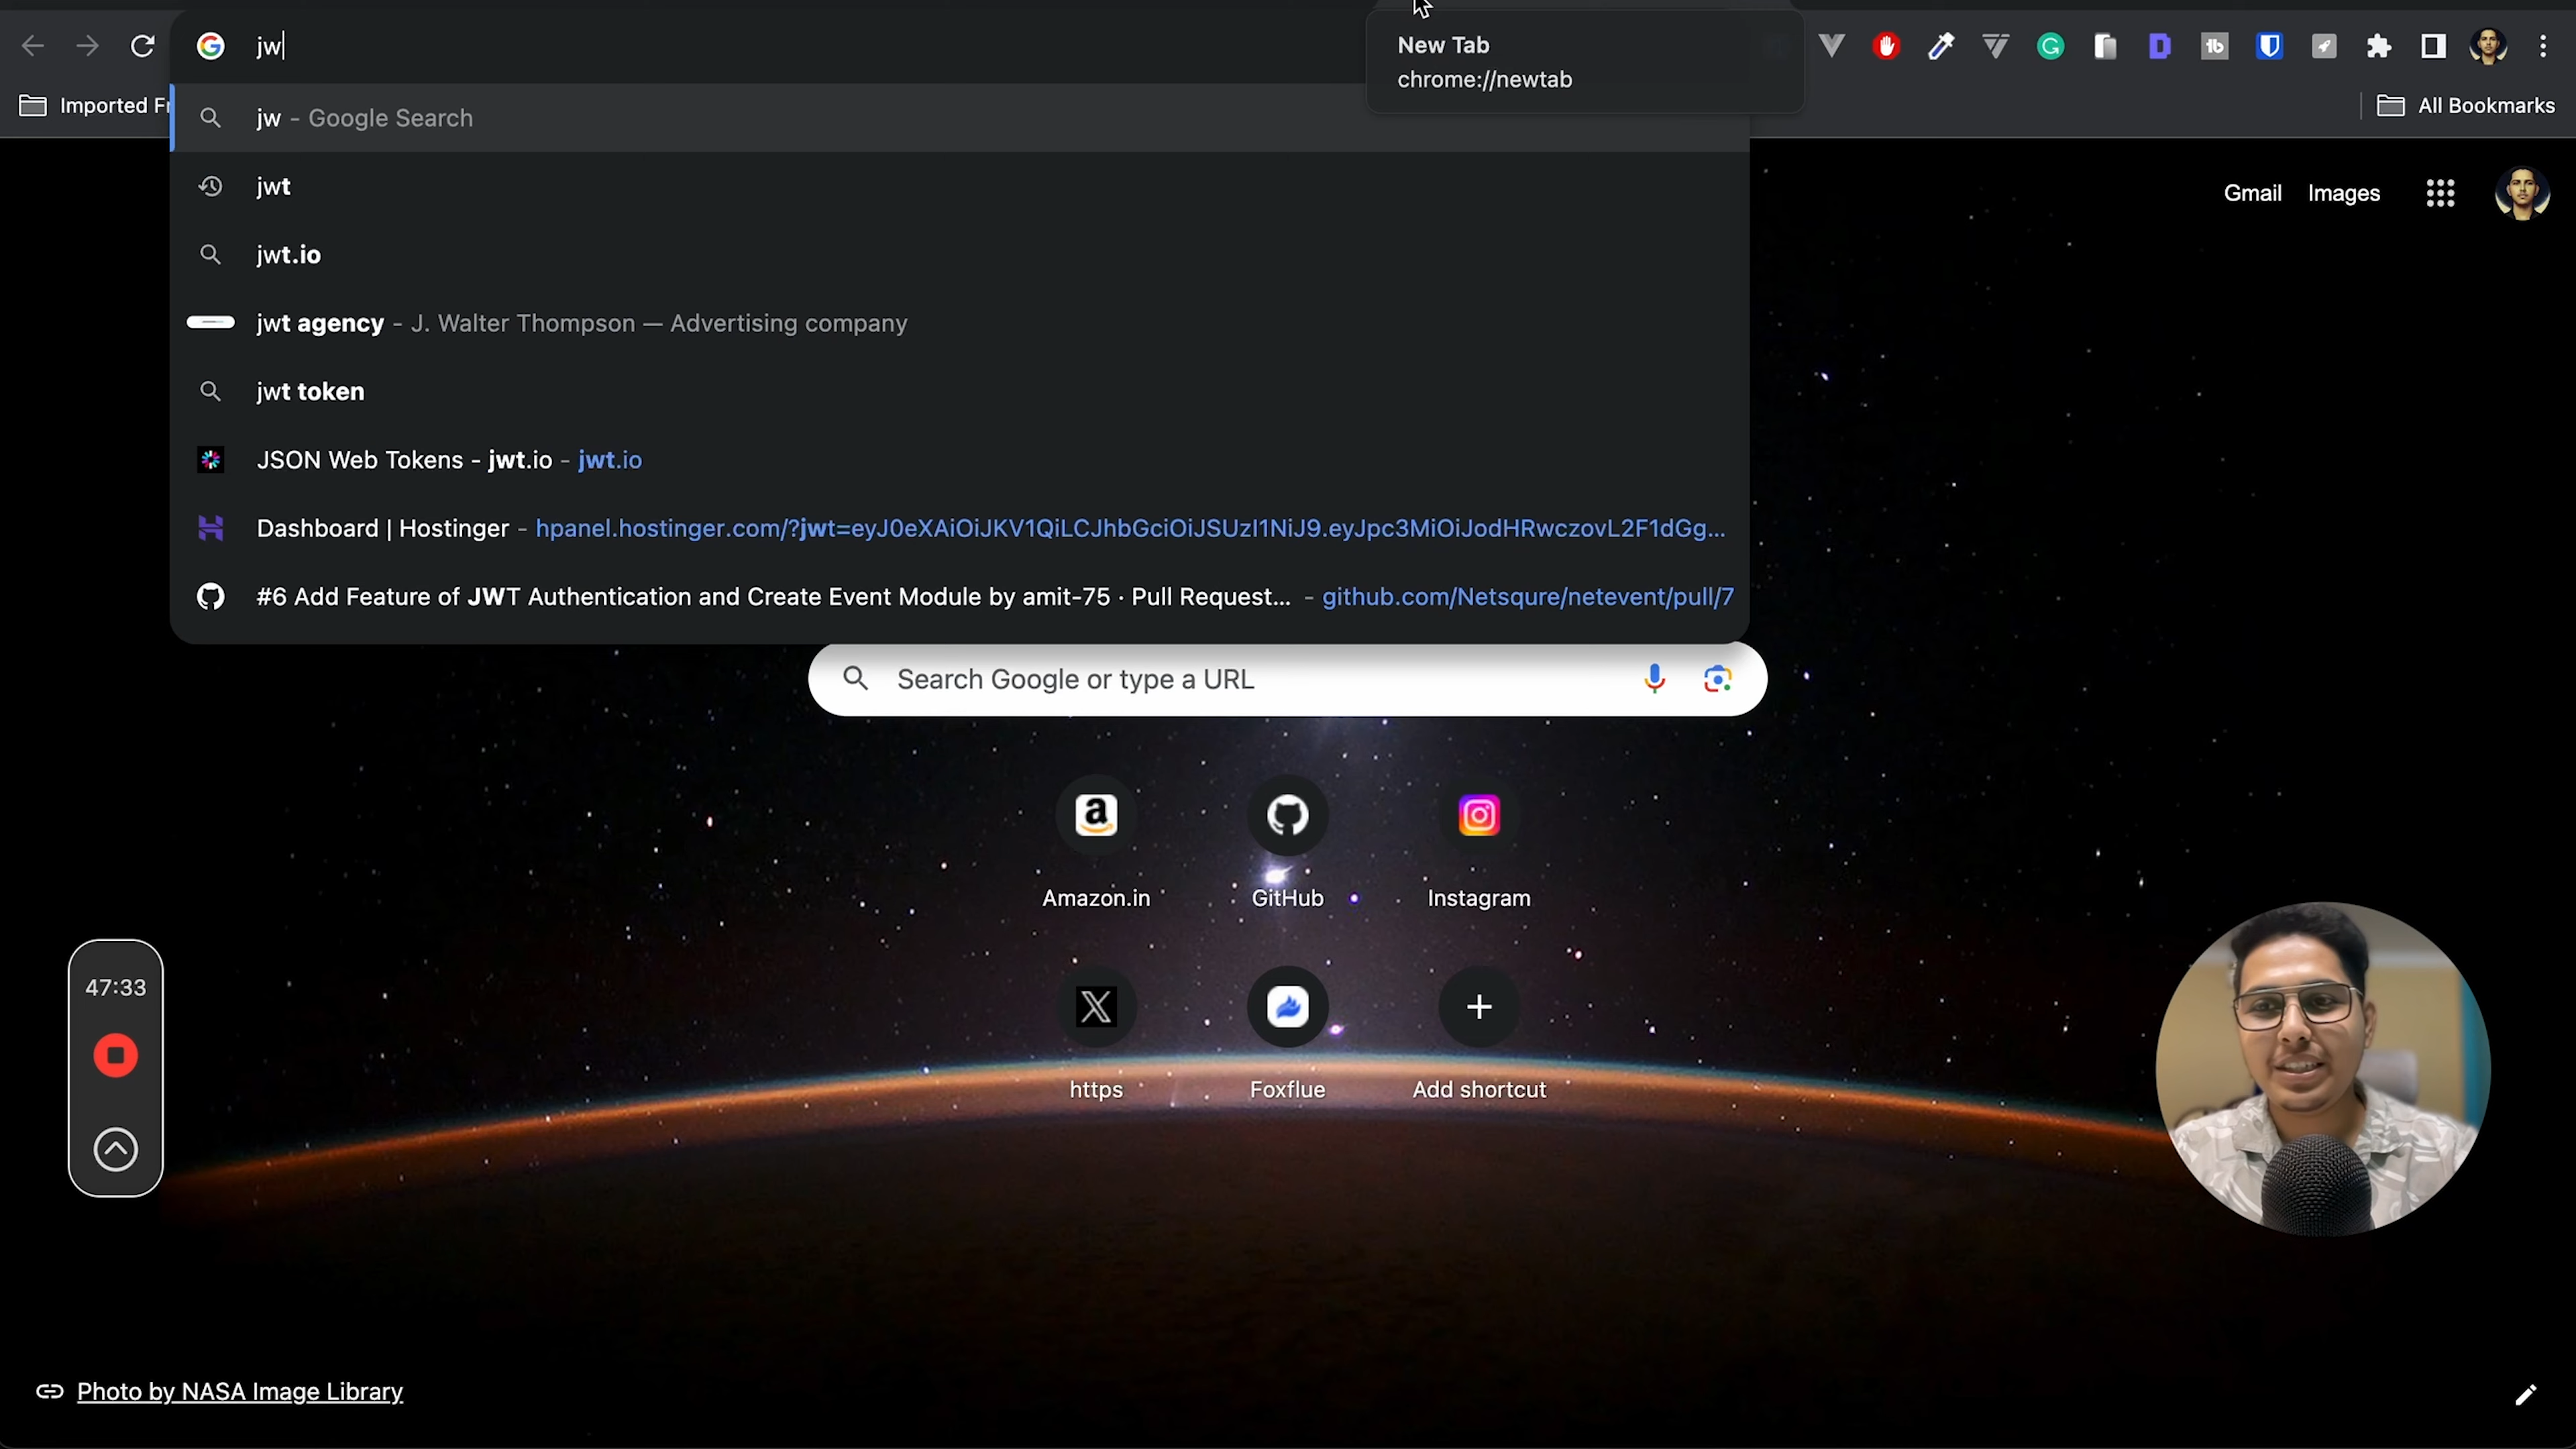 jw
New Tab
chrome://newtab
Imported Fr
All Bookmarks
jw - Google Search
jwt
jwt.io
jwt agency - J. Walter Thompson — Advertising company
jwt token
JSON Web Tokens - jwt.io - jwt.io
Dashboard | Hostinger - hpanel.hostinger.com/?jwt=eyJ0eXAiOiJKV1QiLCJhbGciOiJSUzI1NiJ9.eyJpc3MiOiJodHRwczovL2F1dGg...
#6 Add Feature of JWT Authentication and Create Event Module by amit-75 · Pull Request... - github.com/Netsqure/netevent/pull/7
Gmail Images
Search Google or type a URL
Amazon.in GitHub Instagram
https Foxflue Add shortcut
47:33
Photo by NASA Image Library